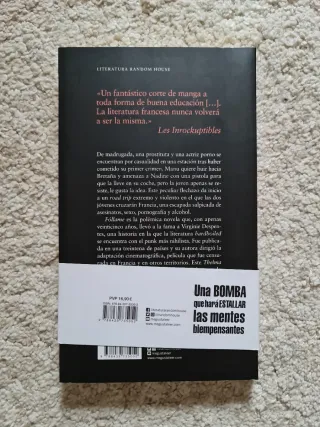 LITERATURA RANDOM HOUSE
«Un fantástico corte de manga a
toda forma de buena educación [...].
La literatura francesa nunca volverá
a ser la misma.»
Les Inrockuptibles
De madrugada, una prostituta y una actriz porno se
encuentran por casualidad en una estación tras haber
cometido su primer crimen. Manu quiere huir hacia
Bretaña y amenaza a Nadine con una pistola para
que la lleve en su coche, pero la joven apenas se re-
siste, le gusta la idea. Este peculiar flechazo da inicio
a un road trip extremo y violento en el que las dos
jóvenes cruzarán Francia, una escapada salpicada de
asesinatos, sexo, pornografía y alcohol.
Fóllame es la polémica novela que, con apenas
veinticinco años, llevó a la fama a Virginie Despen-
tes, una historia en la que la literatura hardboiled
se encuentra con el punk más nihilista. Fue publica-
da en una treintena de países y su autora dirigió la
adaptación cinematográfica, película que fue censu-
rada en Francia y en otros territorios. Este Thelma
PVP 16,90 €
Una BOMBA
que hará ESTALLAR
las mentes
bienpensantes